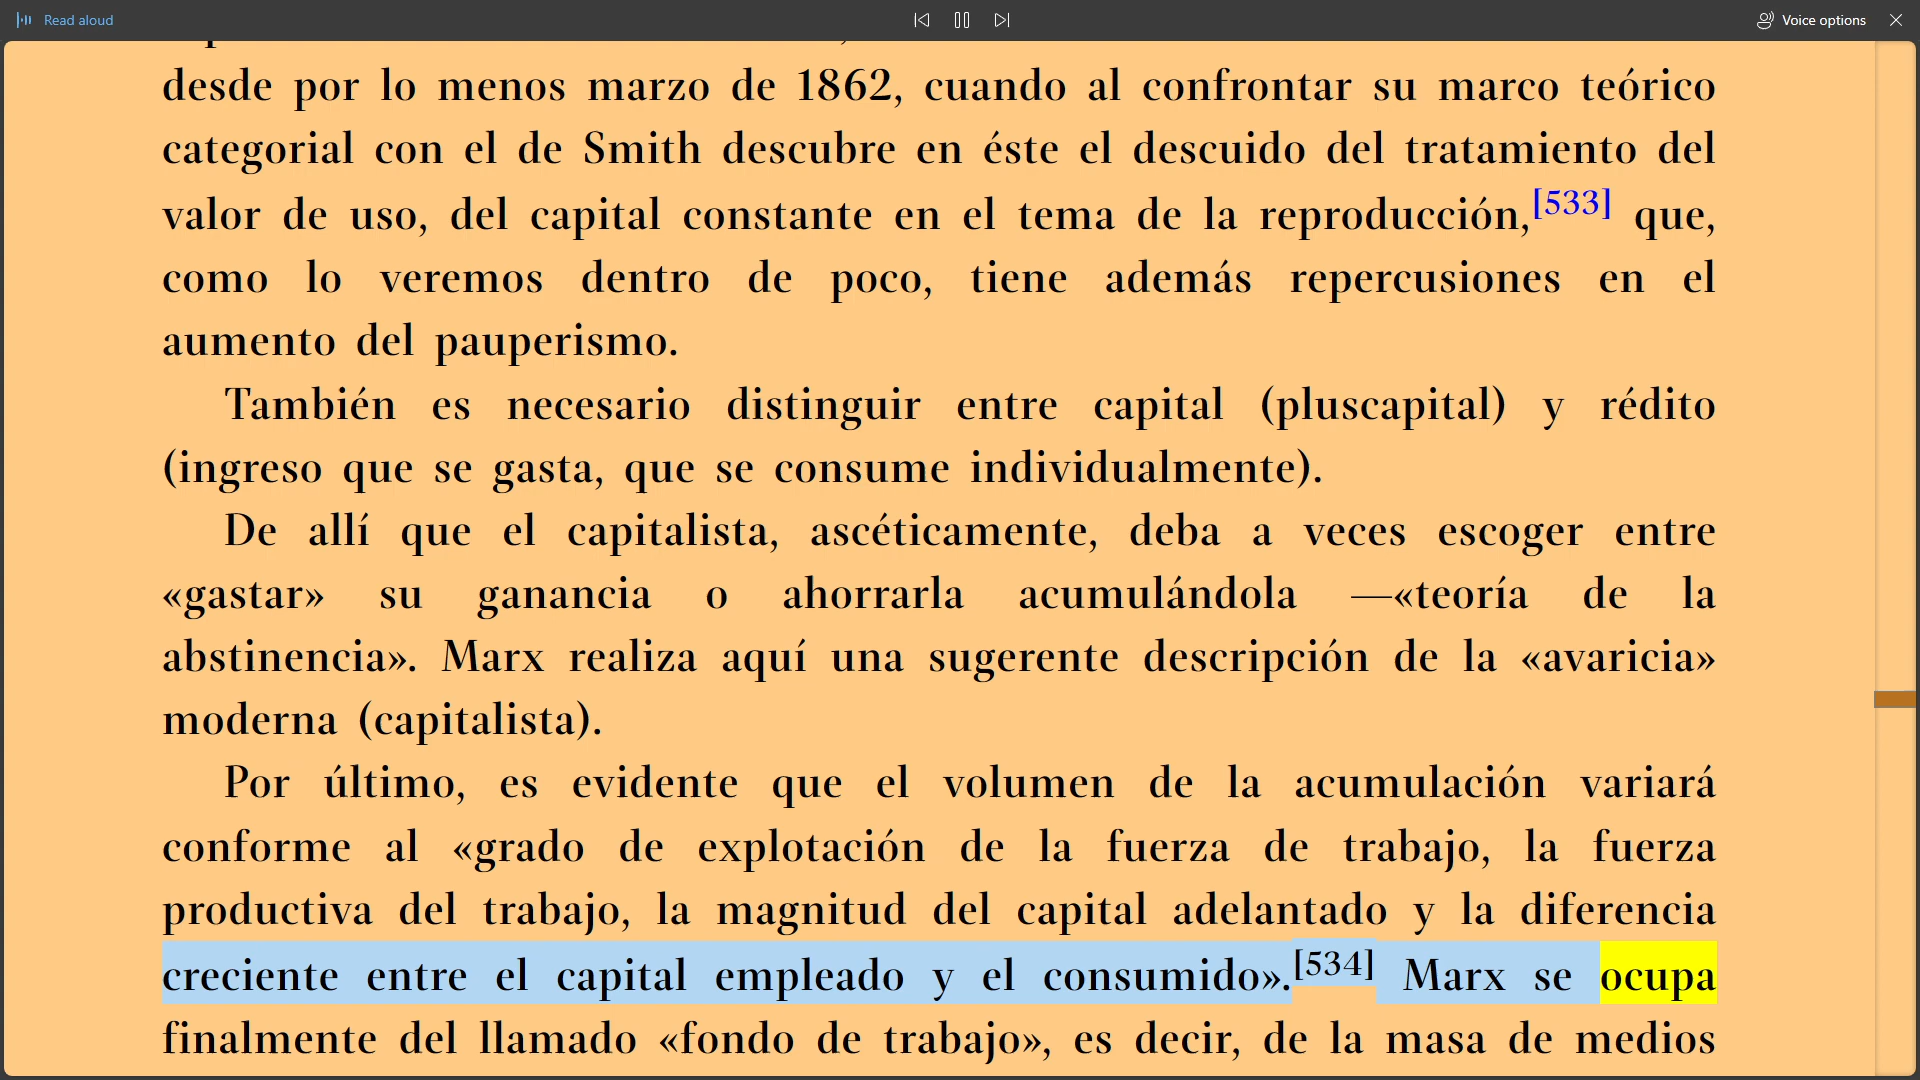 Read aloud
Voice options
desde por lo menos marzo de 1862, cuando al confrontar su marco teórico
categorial con el de Smith descubre en éste el descuido del tratamiento del
valor de uso, del capital constante en el tema de la reproducción,[533] que,
como lo veremos dentro de poco, tiene además repercusiones en el
aumento del pauperismo.
También es necesario distinguir entre capital (pluscapital) y rédito
(ingreso que se gasta, que se consume individualmente).
De allí que el capitalista, ascéticamente, deba a veces escoger entre
«gastar» su ganancia o ahorrarla acumulándola —«teoría de la
abstinencia». Marx realiza aquí una sugerente descripción de la «avaricia»
moderna (capitalista).
Por último, es evidente que el volumen de la acumulación variará
conforme al «grado de explotación de la fuerza de trabajo, la fuerza
productiva del trabajo, la magnitud del capital adelantado y la diferencia
creciente entre el capital empleado y el consumido».[534] Marx se ocupa
finalmente del llamado «fondo de trabajo», es decir, de la masa de medios